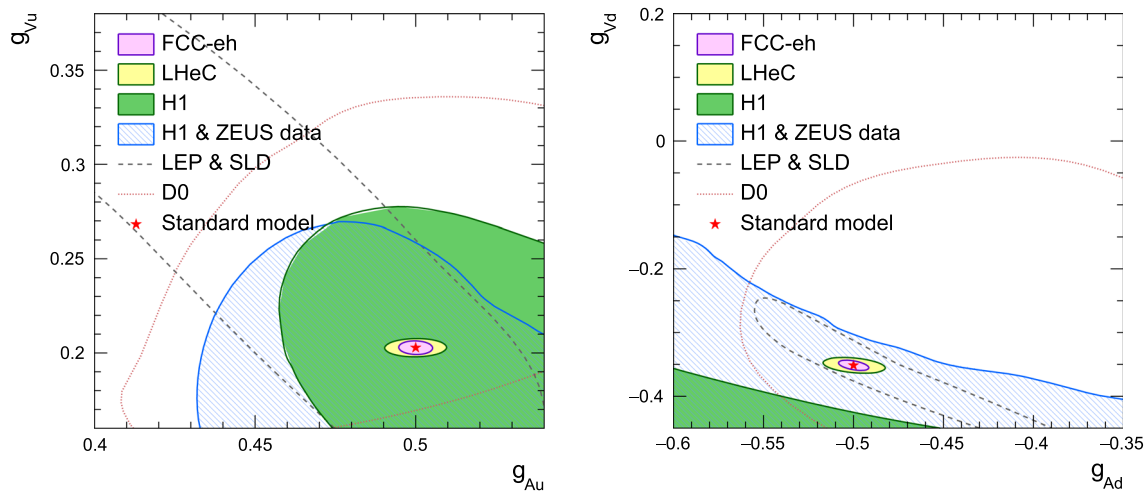 g_Vu
0.35
0.3
0.25
0.2
FCC-eh
LHeC
H1
H1 & ZEUS data
LEP & SLD
D0
Standard model
0.4
0.45
0.5
g_Au
g_Vd
0.2
0
−0.2
−0.4
FCC-eh
LHeC
H1
H1 & ZEUS data
LEP & SLD
D0
Standard model
−0.6
−0.55
−0.5
−0.45
−0.4
−0.35
g_Ad